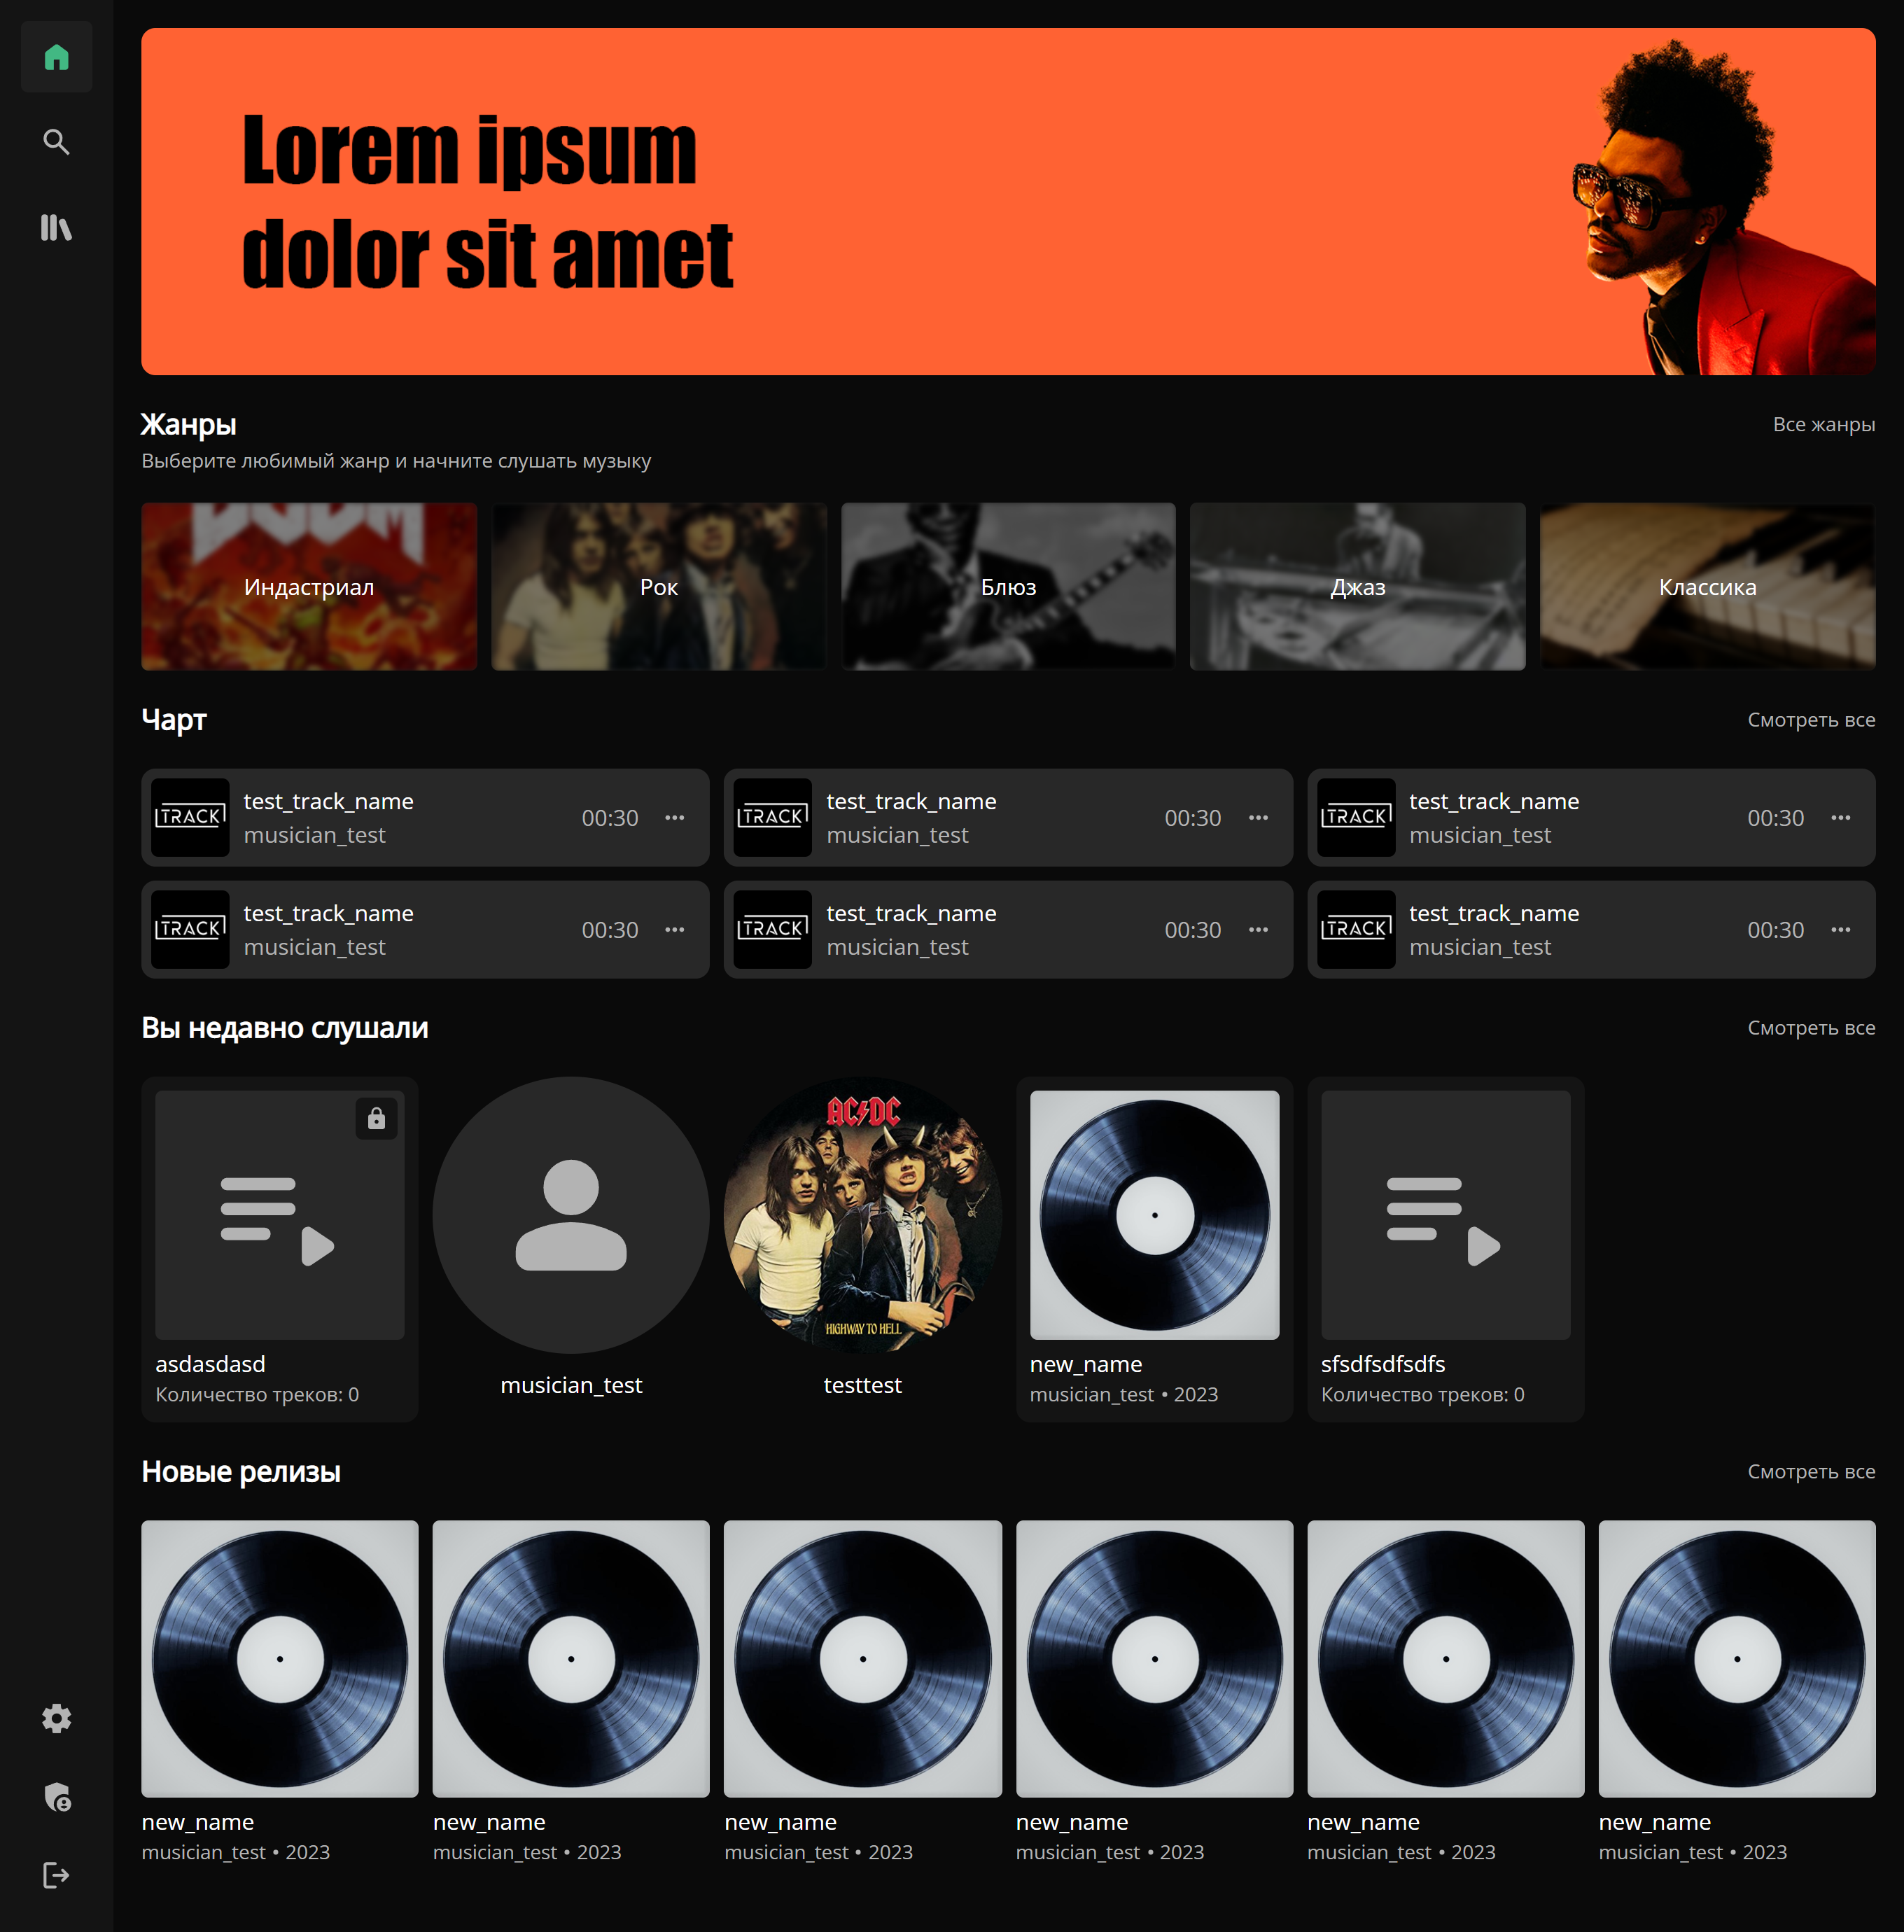 Lorem ipsum
dolor sit amet
Жанры
Все жанры
Выберите любимый жанр и начните слушать музыку
DOOM
Индастриал
Рок
Блюз
Джаз
Классика
Чарт
Смотреть все
TRACK
test_track_name
musician_test
00:30
TRACK
test_track_name
musician_test
00:30
TRACK
test_track_name
musician_test
00:30
TRACK
test_track_name
musician_test
00:30
TRACK
test_track_name
musician_test
00:30
TRACK
test_track_name
musician_test
00:30
Вы недавно слушали
Смотреть все
asdasdasd
Количество треков: 0
musician_test
AC/DC
HIGHWAY TO HELL
testtest
new_name
musician_test • 2023
sfsdfsdfsdfs
Количество треков: 0
Новые релизы
Смотреть все
new_name
musician_test • 2023
new_name
musician_test • 2023
new_name
musician_test • 2023
new_name
musician_test • 2023
new_name
musician_test • 2023
new_name
musician_test • 2023